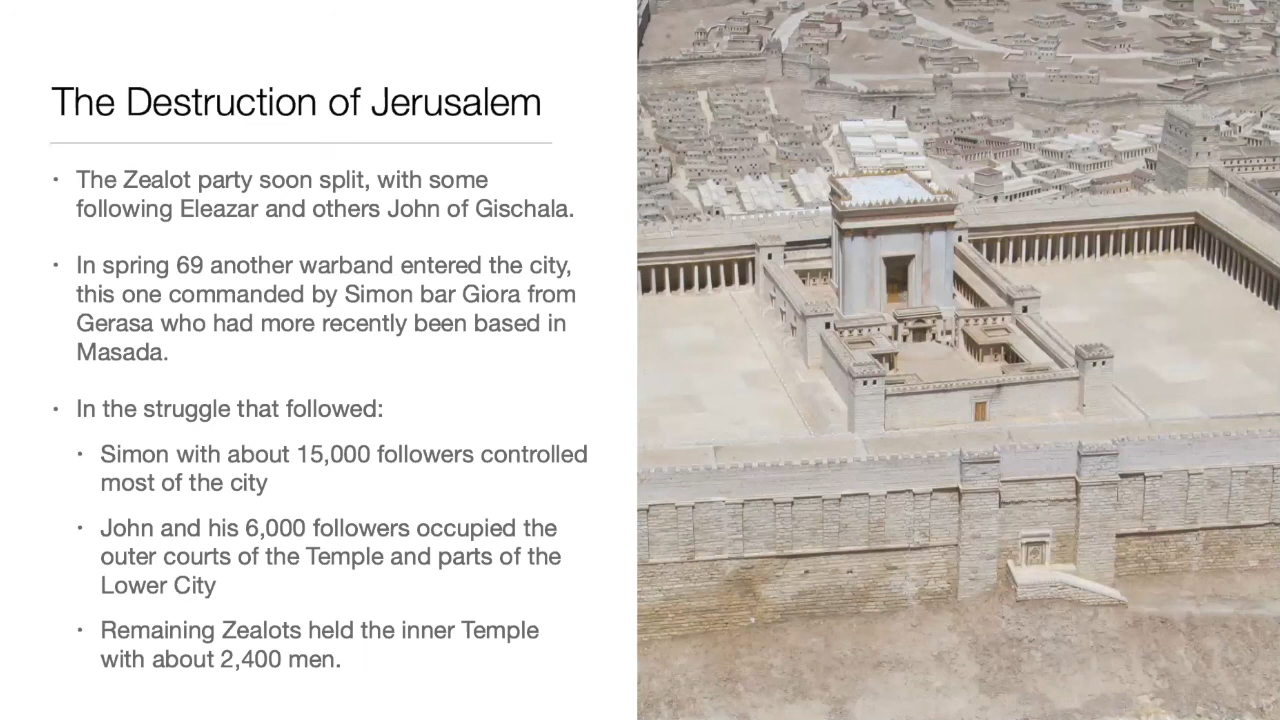 The Destruction of Jerusalem
• The Zealot party soon split, with some
following Eleazar and others John of Gischala.
• In spring 69 another warband entered the city,
this one commanded by Simon bar Giora from
Gerasa who had more recently been based in
Masada.
• In the struggle that followed:
• Simon with about 15,000 followers controlled
most of the city
• John and his 6,000 followers occupied the
outer courts of the Temple and parts of the
Lower City
• Remaining Zealots held the inner Temple
with about 2,400 men.